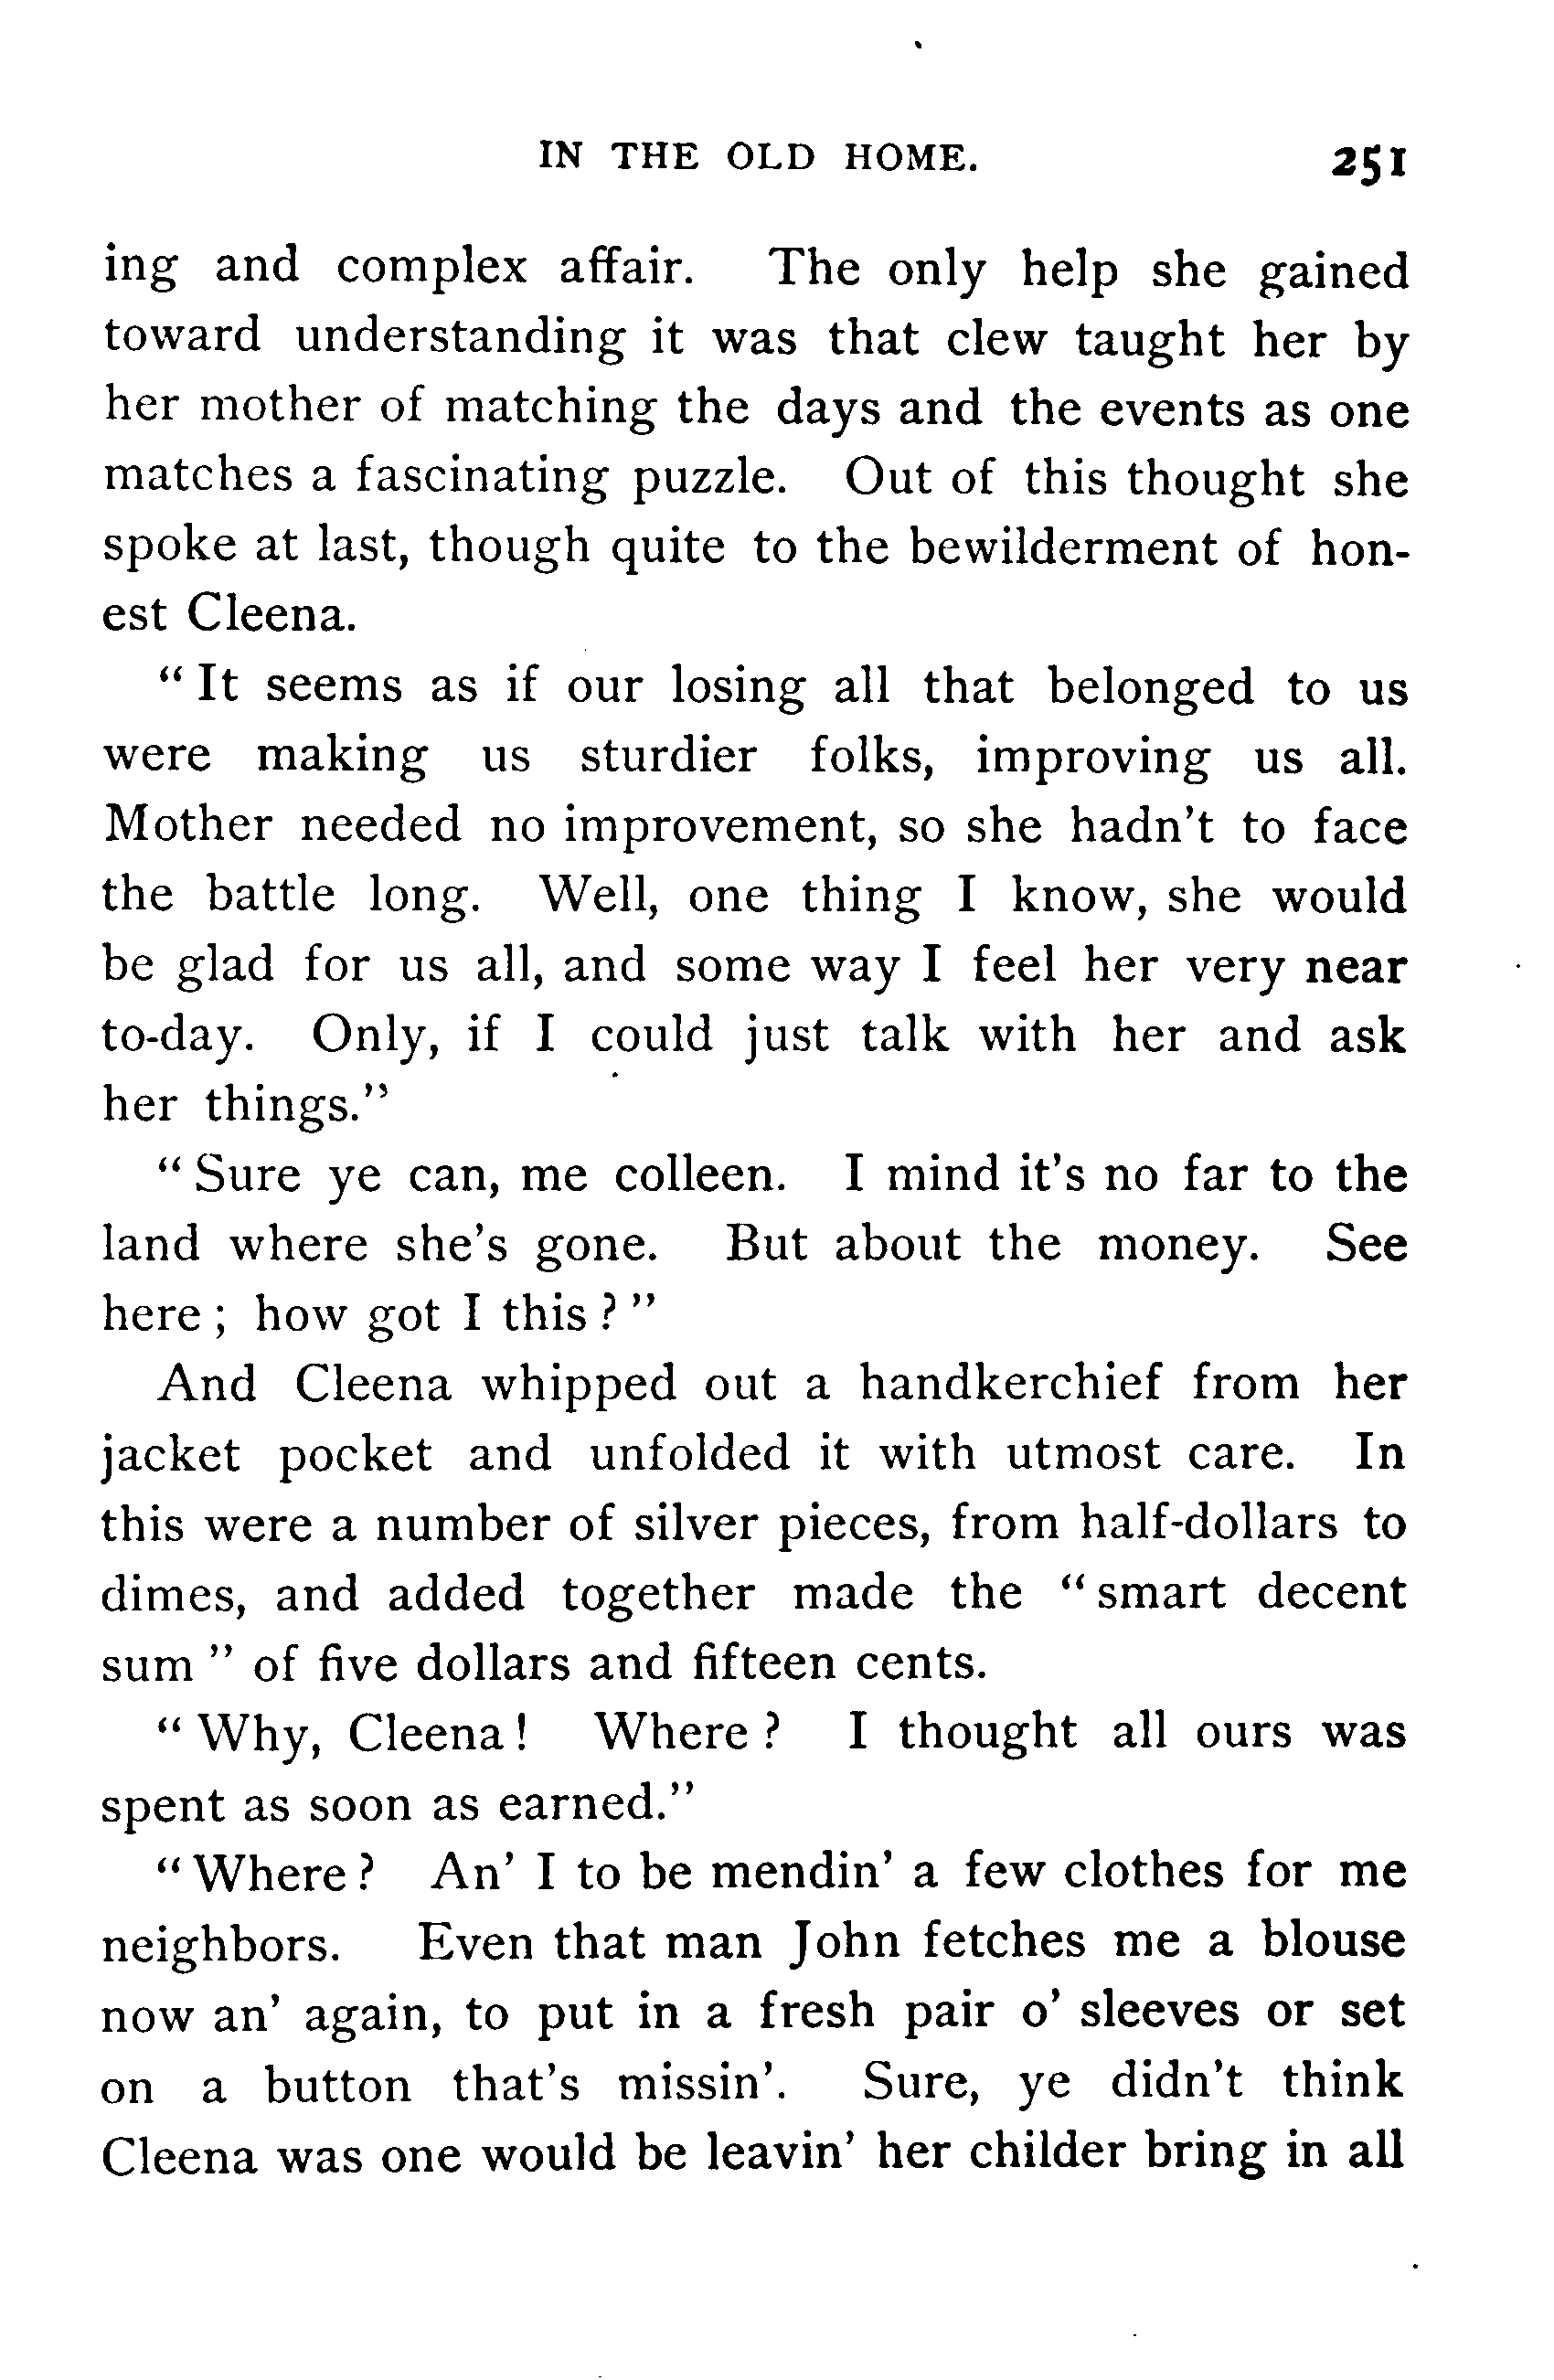 IN THE OLD HOME. 251
ing and complex affair. The only help she gained
toward understanding it was that clew taught her by
her mother of matching the days and the events as one
matches a fascinating puzzle. Out of this thought she
spoke at last, though quite to the bewilderment of hon-
est Cleena.
“ It seems as if our losing all that belonged to us
were making us sturdier folks, improving us all.
Mother needed no improvement, so she hadn’t to face
the battle long. Well, one thing I know, she would
be glad for us all, and some way I feel her very near
to-day. Only, if I could just talk with her and ask
her things.”
“ Sure ye can, me colleen. I mind it’s no far to the
land where she’s gone. But about the money. See
here ; how got I this ? ”
And Cleena whipped out a handkerchief from her
jacket pocket and unfolded it with utmost care. In
this were a number of silver pieces, from half-dollars to
dimes, and added together made the “ smart decent
sum ” of five dollars and fifteen cents.
“ Why, Cleena ! Where ? I thought all ours was
spent as soon as earned.”
“ Where ? An’ I to be mendin’ a few clothes for me
neighbors. Even that man John fetches me a blouse
now an’ again, to put in a fresh pair o’ sleeves or set
on a button that’s missin’. Sure, ye didn’t think
Cleena was one would be leavin’ her childer bring in all